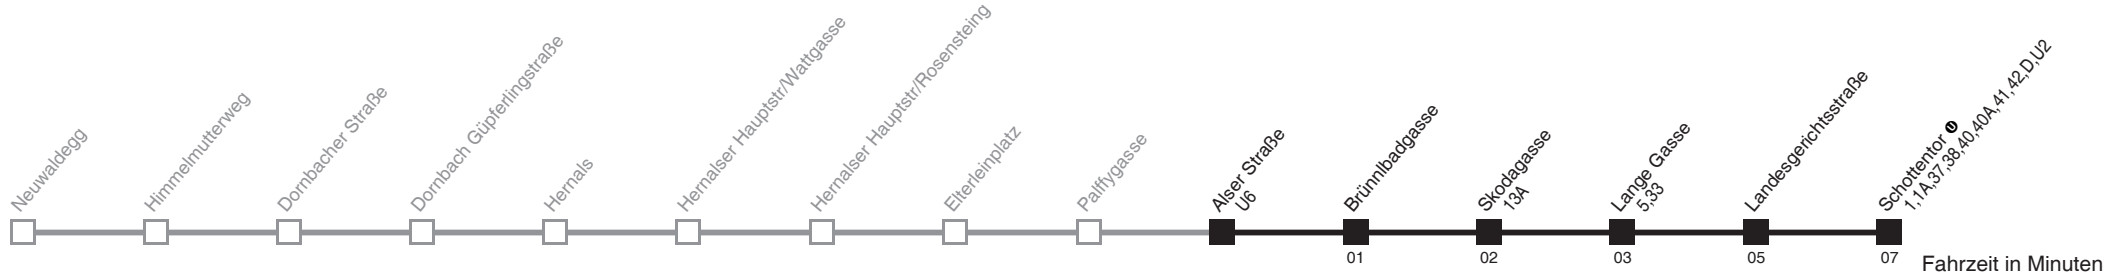 Neuwaldegg
Himmelmutterweg
Dornbacher Straße
Dornbach Güpferlingstraße
Hernals
Hernalser Hauptstr/Wattgasse
Hernalser Hauptstr/Rosensteing
Elterleinplatz
Palffygasse
Alser Straße
U6
Brünnlbadgasse
Skodagasse
13A
Lange Gasse
5,33
Landesgerichtsstraße
Schottentor U
1,1A,37,38,40,40A,41,42,D,U2
01
02
03
05
07
Fahrzeit in Minuten